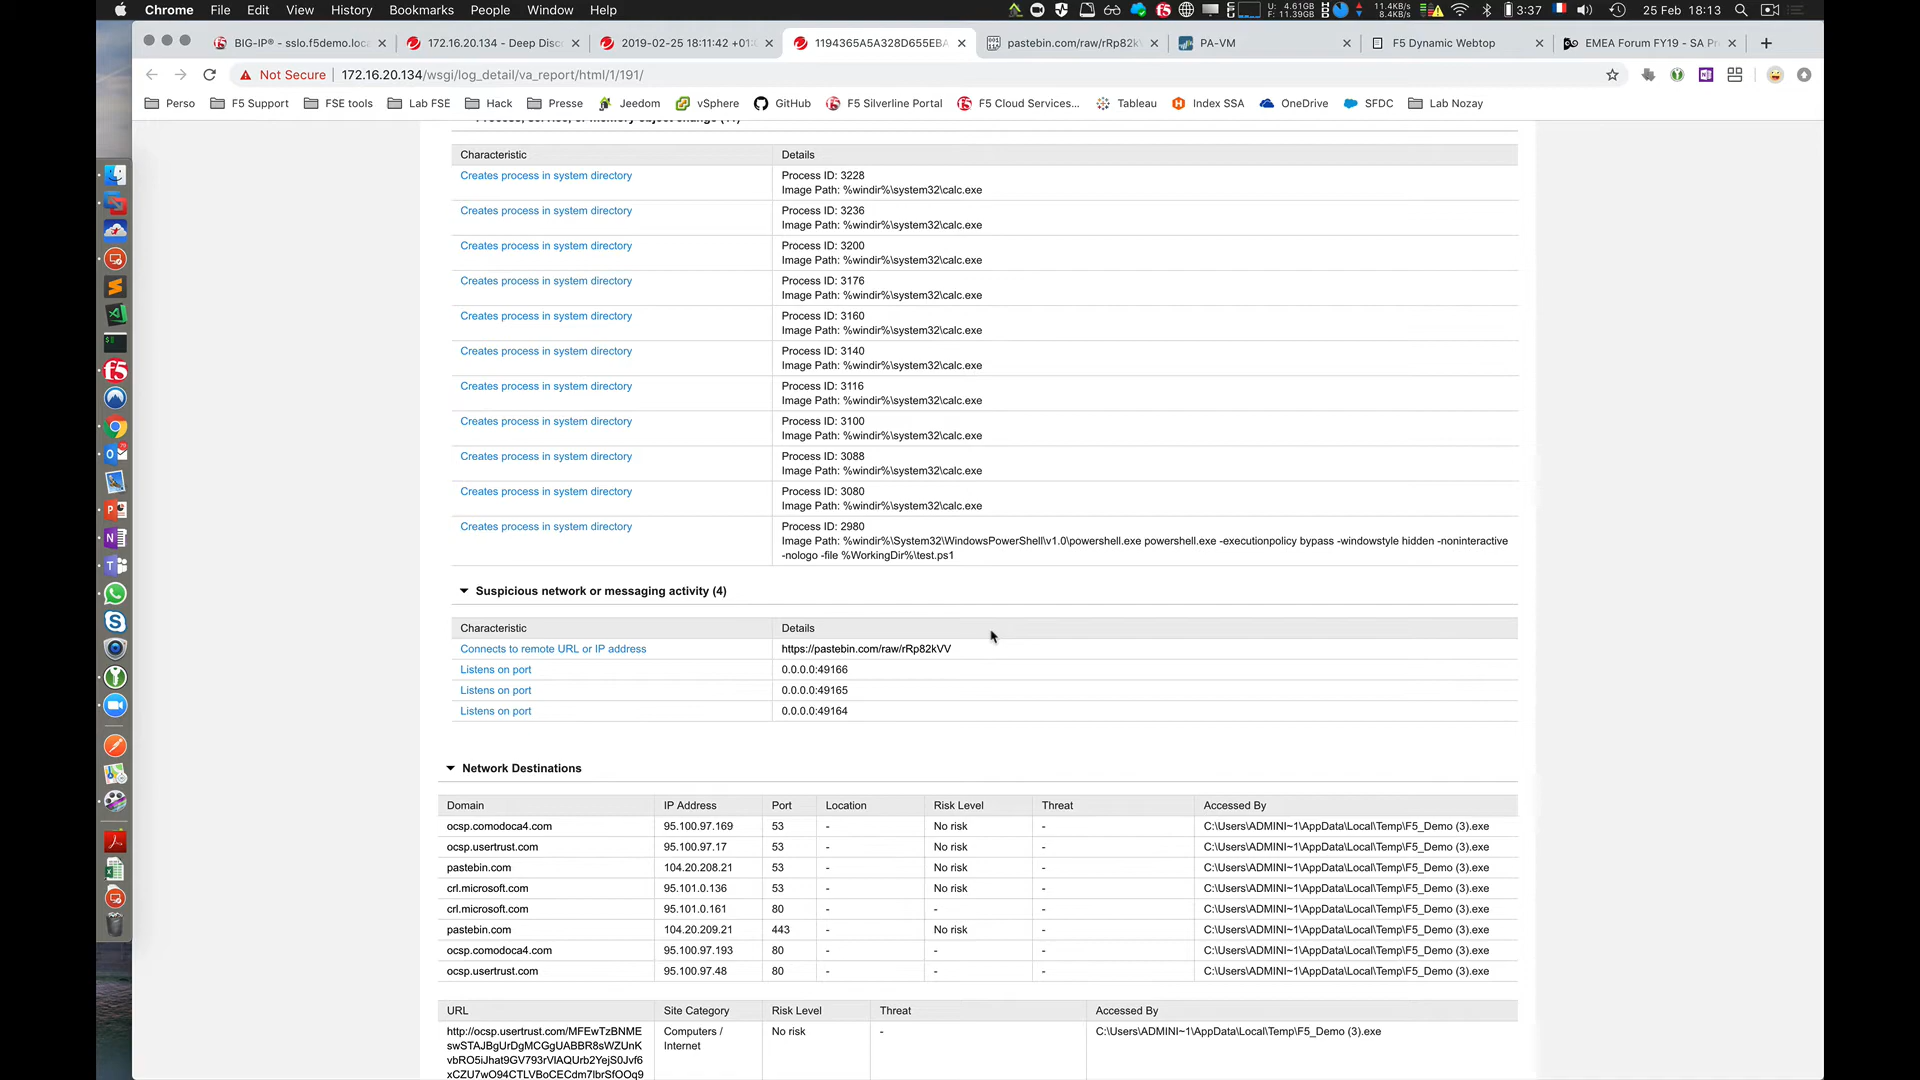 Chrome File Edit View History Bookmarks People Window Help U: 4.61GB F: 11.39GB 11.4KB/s 8.4KB/s 3:37 25 Feb 18:13
BIG-IP® - sslo.f5demo.loca
172.16.20.134 - Deep Disc
2019-02-25 18:11:42 +01:
1194365A5A328D655EBA
pastebin.com/raw/rRp82k
PA-VM
F5 Dynamic Webtop
EMEA Forum FY19 - SA Pr
Not Secure 172.16.20.134/wsgi/log_detail/va_report/html/1/191/
Perso F5 Support FSE tools Lab FSE Hack Presse Jeedom vSphere GitHub F5 Silverline Portal F5 Cloud Services... Tableau Index SSA OneDrive SFDC Lab Nozay
Process, service, or memory object change (11)
Characteristic Details
Creates process in system directory Process ID: 3228
Image Path: %windir%\system32\calc.exe
Creates process in system directory Process ID: 3236
Image Path: %windir%\system32\calc.exe
Creates process in system directory Process ID: 3200
Image Path: %windir%\system32\calc.exe
Creates process in system directory Process ID: 3176
Image Path: %windir%\system32\calc.exe
Creates process in system directory Process ID: 3160
Image Path: %windir%\system32\calc.exe
Creates process in system directory Process ID: 3140
Image Path: %windir%\system32\calc.exe
Creates process in system directory Process ID: 3116
Image Path: %windir%\system32\calc.exe
Creates process in system directory Process ID: 3100
Image Path: %windir%\system32\calc.exe
Creates process in system directory Process ID: 3088
Image Path: %windir%\system32\calc.exe
Creates process in system directory Process ID: 3080
Image Path: %windir%\system32\calc.exe
Creates process in system directory Process ID: 2980
Image Path: %windir%\System32\WindowsPowerShell\v1.0\powershell.exe powershell.exe -executionpolicy bypass -windowstyle hidden -noninteractive
-nologo -file %WorkingDir%\test.ps1
Suspicious network or messaging activity (4)
Characteristic Details
Connects to remote URL or IP address https://pastebin.com/raw/rRp82kVV
Listens on port 0.0.0.0:49166
Listens on port 0.0.0.0:49165
Listens on port 0.0.0.0:49164
Network Destinations
Domain IP Address Port Location Risk Level Threat Accessed By
ocsp.comodoca4.com 95.100.97.169 53 - No risk - C:\Users\ADMINI~1\AppData\Local\Temp\F5_Demo (3).exe
ocsp.usertrust.com 95.100.97.17 53 - No risk - C:\Users\ADMINI~1\AppData\Local\Temp\F5_Demo (3).exe
pastebin.com 104.20.208.21 53 - No risk - C:\Users\ADMINI~1\AppData\Local\Temp\F5_Demo (3).exe
crl.microsoft.com 95.101.0.136 53 - No risk - C:\Users\ADMINI~1\AppData\Local\Temp\F5_Demo (3).exe
crl.microsoft.com 95.101.0.161 80 - - - C:\Users\ADMINI~1\AppData\Local\Temp\F5_Demo (3).exe
pastebin.com 104.20.209.21 443 - No risk - C:\Users\ADMINI~1\AppData\Local\Temp\F5_Demo (3).exe
ocsp.comodoca4.com 95.100.97.193 80 - - - C:\Users\ADMINI~1\AppData\Local\Temp\F5_Demo (3).exe
ocsp.usertrust.com 95.100.97.48 80 - - - C:\Users\ADMINI~1\AppData\Local\Temp\F5_Demo (3).exe
URL Site Category Risk Level Threat Accessed By
http://ocsp.usertrust.com/MFEwTzBNME Computers / No risk - C:\Users\ADMINI~1\AppData\Local\Temp\F5_Demo (3).exe
swSTAJBgUrDgMCGgUABBR8sWZUnK Internet
vbRO5iJhat9GV793rVlAQUrb2YejS0Jvf6
xCZU7wO94CTLVBoCECdm7lbrSfOOq9